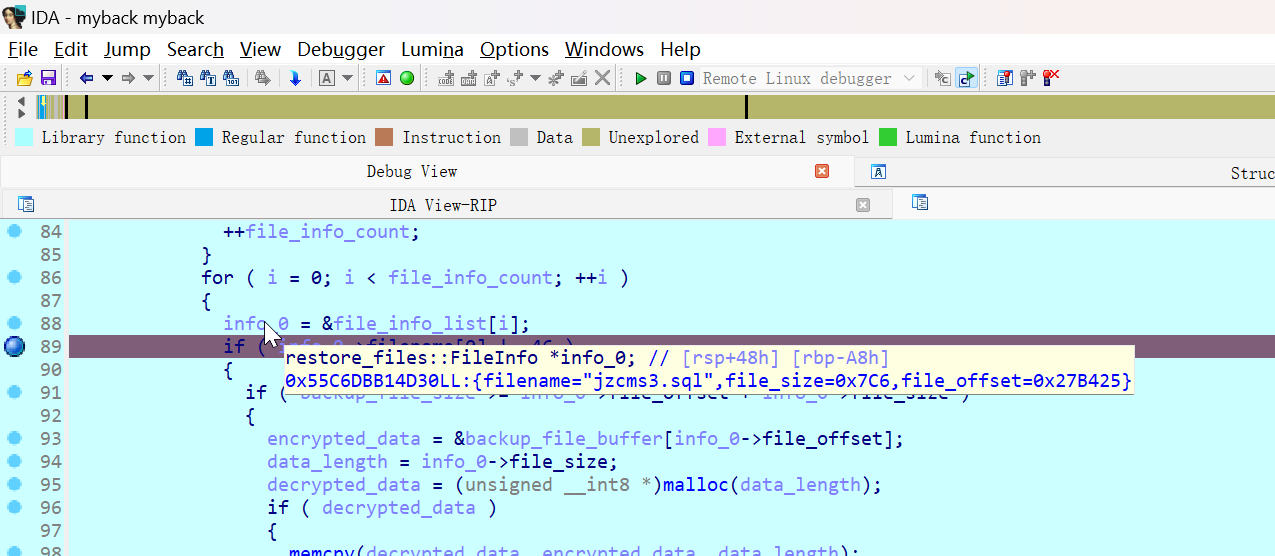 IDA - myback myback
File Edit Jump Search View Debugger Lumina Options Windows Help
Remote Linux debugger
Library function Regular function Instruction Data Unexplored External symbol Lumina function
Debug View Struc
IDA View-RIP
84 ++file_info_count;
85 }
86 for ( i = 0; i < file_info_count; ++i )
87 {
88 info_0 = &file_info_list[i];
89 if (
restore_files::FileInfo *info_0; // [rsp+48h] [rbp-A8h]
90 {
0x55C6DBB14D30LL:{filename="jzcms3.sql",file_size=0x7C6,file_offset=0x27B425}
91 if (
92 {
93 encrypted_data = &backup_file_buffer[info_0->file_offset];
94 data_length = info_0->file_size;
95 decrypted_data = (unsigned __int8 *)malloc(data_length);
96 if ( decrypted_data )
97 {
98 memcpy(decrypted_data, encrypted_data, data_length);